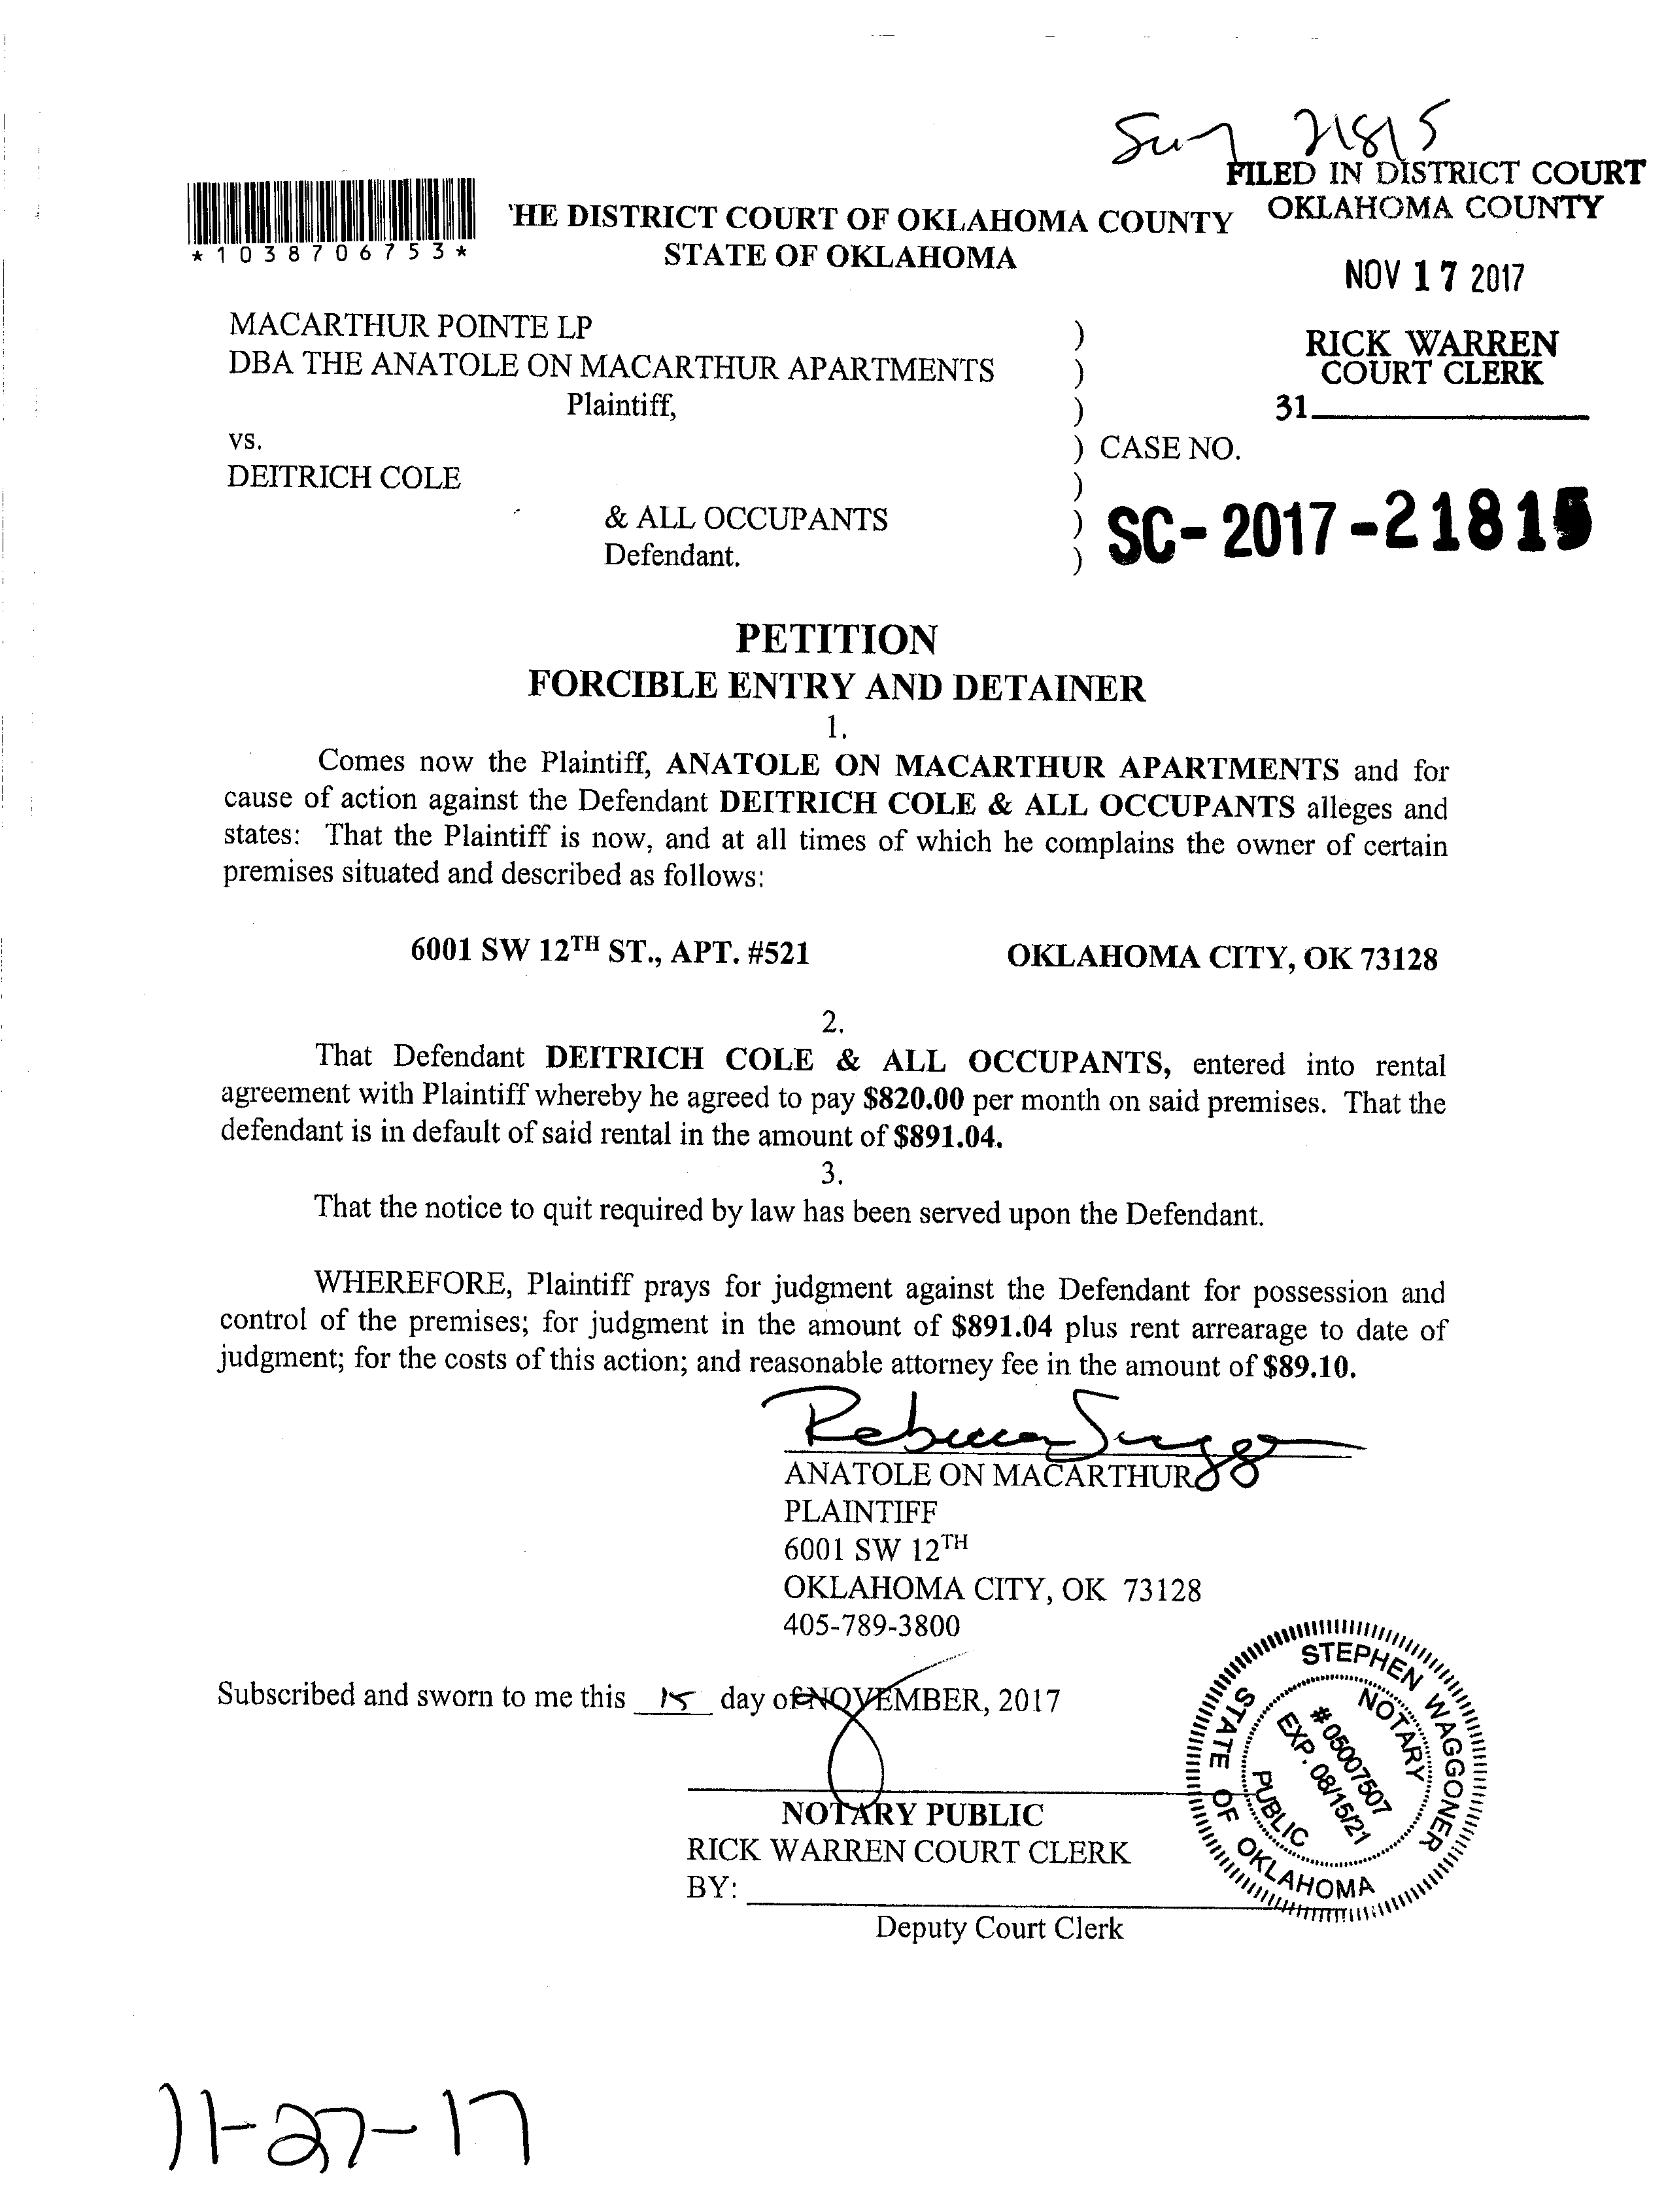 21815
FILED IN DISTRICT COURT
OKLAHOMA COUNTY
*1038706753*
'HE DISTRICT COURT OF OKLAHOMA COUNTY
STATE OF OKLAHOMA
NOV 17 2017
RICK WARREN
COURT CLERK
31
MACARTHUR POINTE LP )
DBA THE ANATOLE ON MACARTHUR APARTMENTS )
Plaintiff, )
vs. ) CASE NO.
DEITRICH COLE )
& ALL OCCUPANTS ) SC-2017-21815
Defendant. )
PETITION
FORCIBLE ENTRY AND DETAINER
1.
Comes now the Plaintiff, ANATOLE ON MACARTHUR APARTMENTS and for
cause of action against the Defendant DEITRICH COLE & ALL OCCUPANTS alleges and
states: That the Plaintiff is now, and at all times of which he complains the owner of certain
premises situated and described as follows:
6001 SW 12TH ST., APT. #521 OKLAHOMA CITY, OK 73128
2.
That Defendant DEITRICH COLE & ALL OCCUPANTS, entered into rental
agreement with Plaintiff whereby he agreed to pay $820.00 per month on said premises. That the
defendant is in default of said rental in the amount of $891.04.
3.
That the notice to quit required by law has been served upon the Defendant.
WHEREFORE, Plaintiff prays for judgment against the Defendant for possession and
control of the premises; for judgment in the amount of $891.04 plus rent arrearage to date of
judgment; for the costs of this action; and reasonable attorney fee in the amount of $89.10.
Rebecca Suggs
ANATOLE ON MACARTHUR
PLAINTIFF
6001 SW 12TH
OKLAHOMA CITY, OK 73128
405-789-3800
Subscribed and sworn to me this 15 day of NOVEMBER, 2017
NOTARY PUBLIC
RICK WARREN COURT CLERK
BY:
Deputy Court Clerk
STEPHEN WAGGONER
STATE OF OKLAHOMA
NOTARY PUBLIC
# 05007507
EXP. 08/15/21
11-27-17